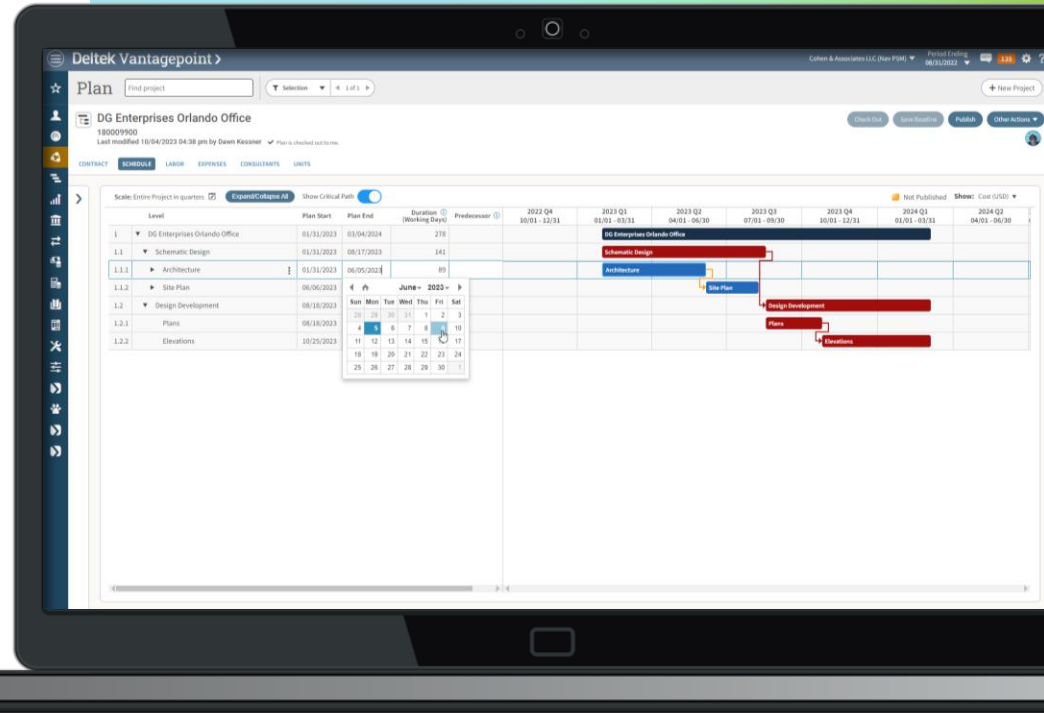 Deltek Vantagepoint >
Cohen & Associates LLC (Nav PSM) ▼ Period Ending 08/31/2022 ▼ 131 ?
Plan Find project Selection ▼ 1 of 1 + New Project
DG Enterprises Orlando Office
180009900
Last modified 10/04/2023 04:38 pm by Dawn Kessner ✔ Plan is checked out to me.
Check Out Save Baseline Publish Other Actions ▼
CONTRACT SCHEDULE LABOR EXPENSES CONSULTANTS UNITS
Scale: Entire Project in quarters Expand/Collapse All Show Critical Path Not Published Show: Cost (USD) ▼
Level Plan Start Plan End Duration (Working Days) Predecessor
2022 Q4 2023 Q1 2023 Q2 2023 Q3 2023 Q4 2024 Q1 2024 Q2
10/01 - 12/31 01/01 - 03/31 04/01 - 06/30 07/01 - 09/30 10/01 - 12/31 01/01 - 03/31 04/01 - 06/30
1 ▼ DG Enterprises Orlando Office 01/31/2023 03/04/2024 278 DG Enterprises Orlando Office
1.1 ▼ Schematic Design 01/31/2023 08/17/2023 141 Schematic Design
1.1.1 ▶ Architecture 01/31/2023 06/05/2023 89 Architecture
1.1.2 ▶ Site Plan 06/06/2023 Site Plan
1.2 ▼ Design Development 08/18/2023 Design Development
1.2.1 Plans 08/18/2023 Plans
1.2.2 Elevations 10/25/2023 Elevations
June 2023
Sun Mon Tue Wed Thu Fri Sat
28 29 30 31 1 2 3
4 5 6 7 8 9 10
11 12 13 14 15 17
18 19 20 21 22 23 24
25 26 27 28 29 30 1